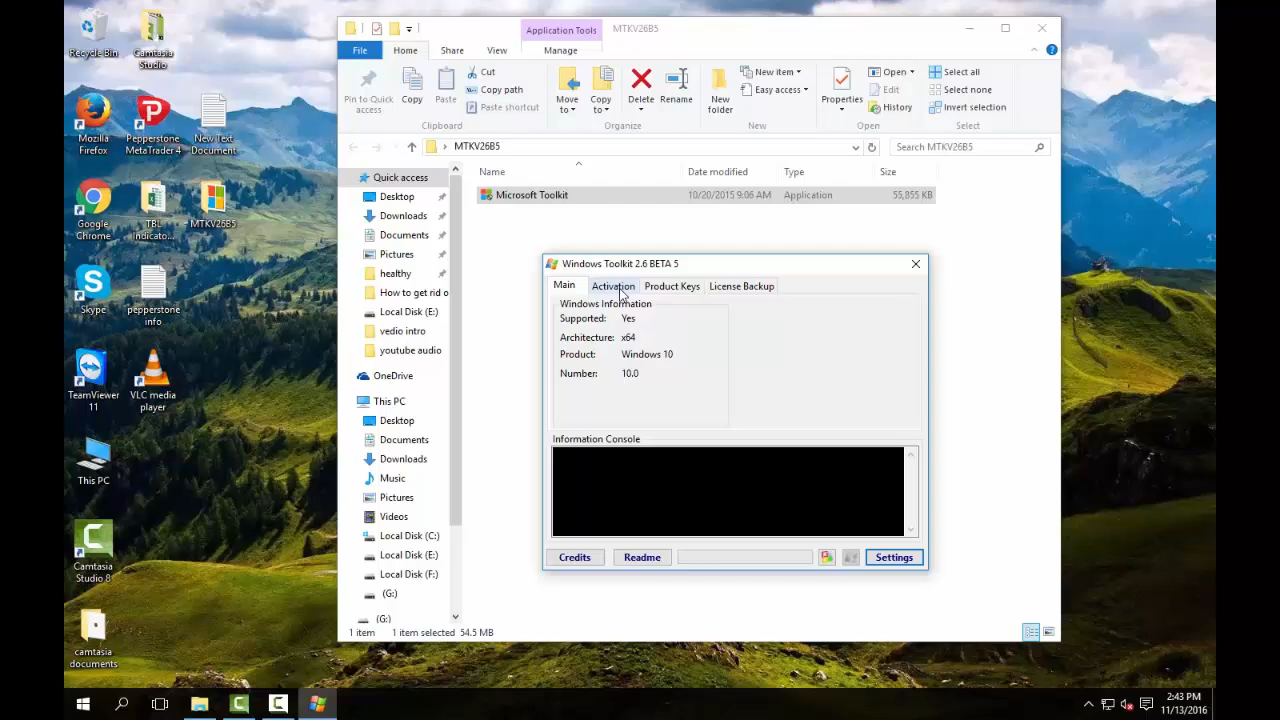 Recycle Bin
Camtasia
Studio
Mozilla
Firefox
Pepperstone
MetaTrader 4
New Text
Document
Google
Chrome
TBL
Indicato...
MTKV26B5
Skype
pepperstone
info
TeamViewer
11
VLC media
player
This PC
Camtasia
Studio 8
camtasia
documents
Application Tools
MTKV26B5
File
Home
Share
View
Manage
Pin to Quick
access
Copy
Paste
Cut
Copy path
Paste shortcut
Clipboard
Move
to
Copy
to
Delete
Rename
Organize
New
folder
New item
Easy access
New
Properties
Open
Edit
History
Open
Select all
Select none
Invert selection
Select
MTKV26B5
Search MTKV26B5
Name
Date modified
Type
Size
Microsoft Toolkit
10/20/2015 9:06 AM
Application
55,855 KB
Quick access
Desktop
Downloads
Documents
Pictures
healthy
How to get rid o
Local Disk (E:)
vedio intro
youtube audio
OneDrive
This PC
Desktop
Documents
Downloads
Music
Pictures
Videos
Local Disk (C:)
Local Disk (E:)
Local Disk (F:)
(G:)
(G:)
1 item
1 item selected
54.5 MB
Windows Toolkit 2.6 BETA 5
Main
Activation
Product Keys
License Backup
Windows Information
Supported: Yes
Architecture: x64
Product: Windows 10
Number: 10.0
Information Console
Credits
Readme
Settings
2:43 PM
11/13/2016